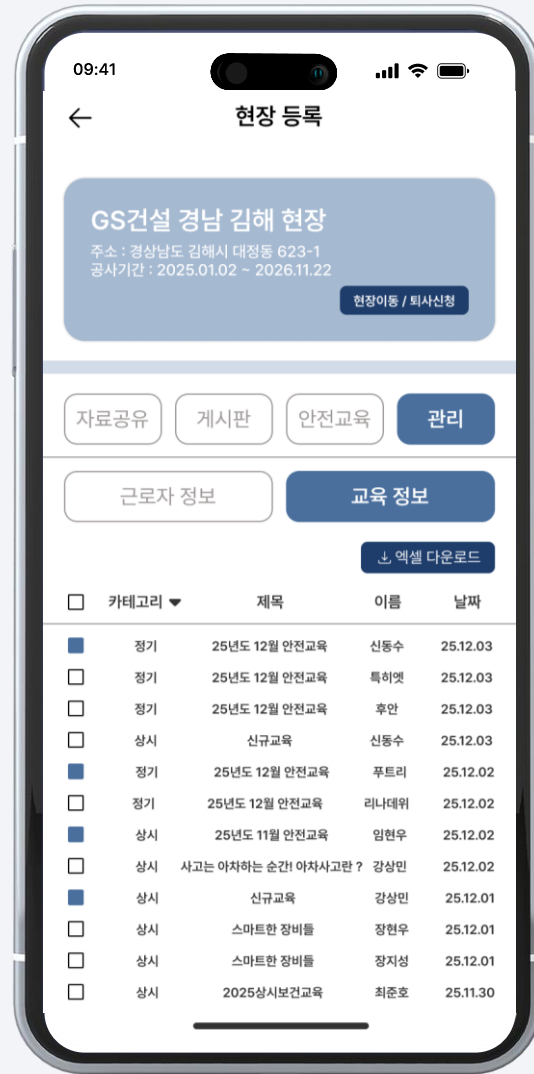 09:41
현장 등록
GS건설 경남 김해 현장
주소 : 경상남도 김해시 대정동 623-1
공사기간 : 2025.01.02 ~ 2026.11.22
현장이동 / 퇴사신청
자료공유 게시판 안전교육 관리
근로자 정보 교육 정보
엑셀 다운로드
카테고리 제목 이름 날짜
정기 25년도 12월 안전교육 신동수 25.12.03
정기 25년도 12월 안전교육 특히엣 25.12.03
정기 25년도 12월 안전교육 후안 25.12.03
상시 신규교육 신동수 25.12.03
정기 25년도 12월 안전교육 푸트리 25.12.02
정기 25년도 12월 안전교육 리나데위 25.12.02
상시 25년도 11월 안전교육 임현우 25.12.02
상시 사고는 아차하는 순간! 아차사고란 ? 강상민 25.12.02
상시 신규교육 강상민 25.12.01
상시 스마트한 장비들 장현우 25.12.01
상시 스마트한 장비들 장지성 25.12.01
상시 2025상시보건교육 최준호 25.11.30